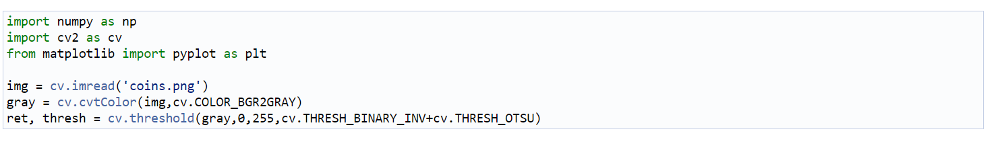 import numpy as np
import cv2 as cv
from matplotlib import pyplot as plt
img = cv.imread('coins.png')
gray = cv.cvtColor(img,cv.COLOR_BGR2GRAY)
ret, thresh = cv.threshold(gray,0,255,cv.THRESH_BINARY_INV+cv.THRESH_OTSU)